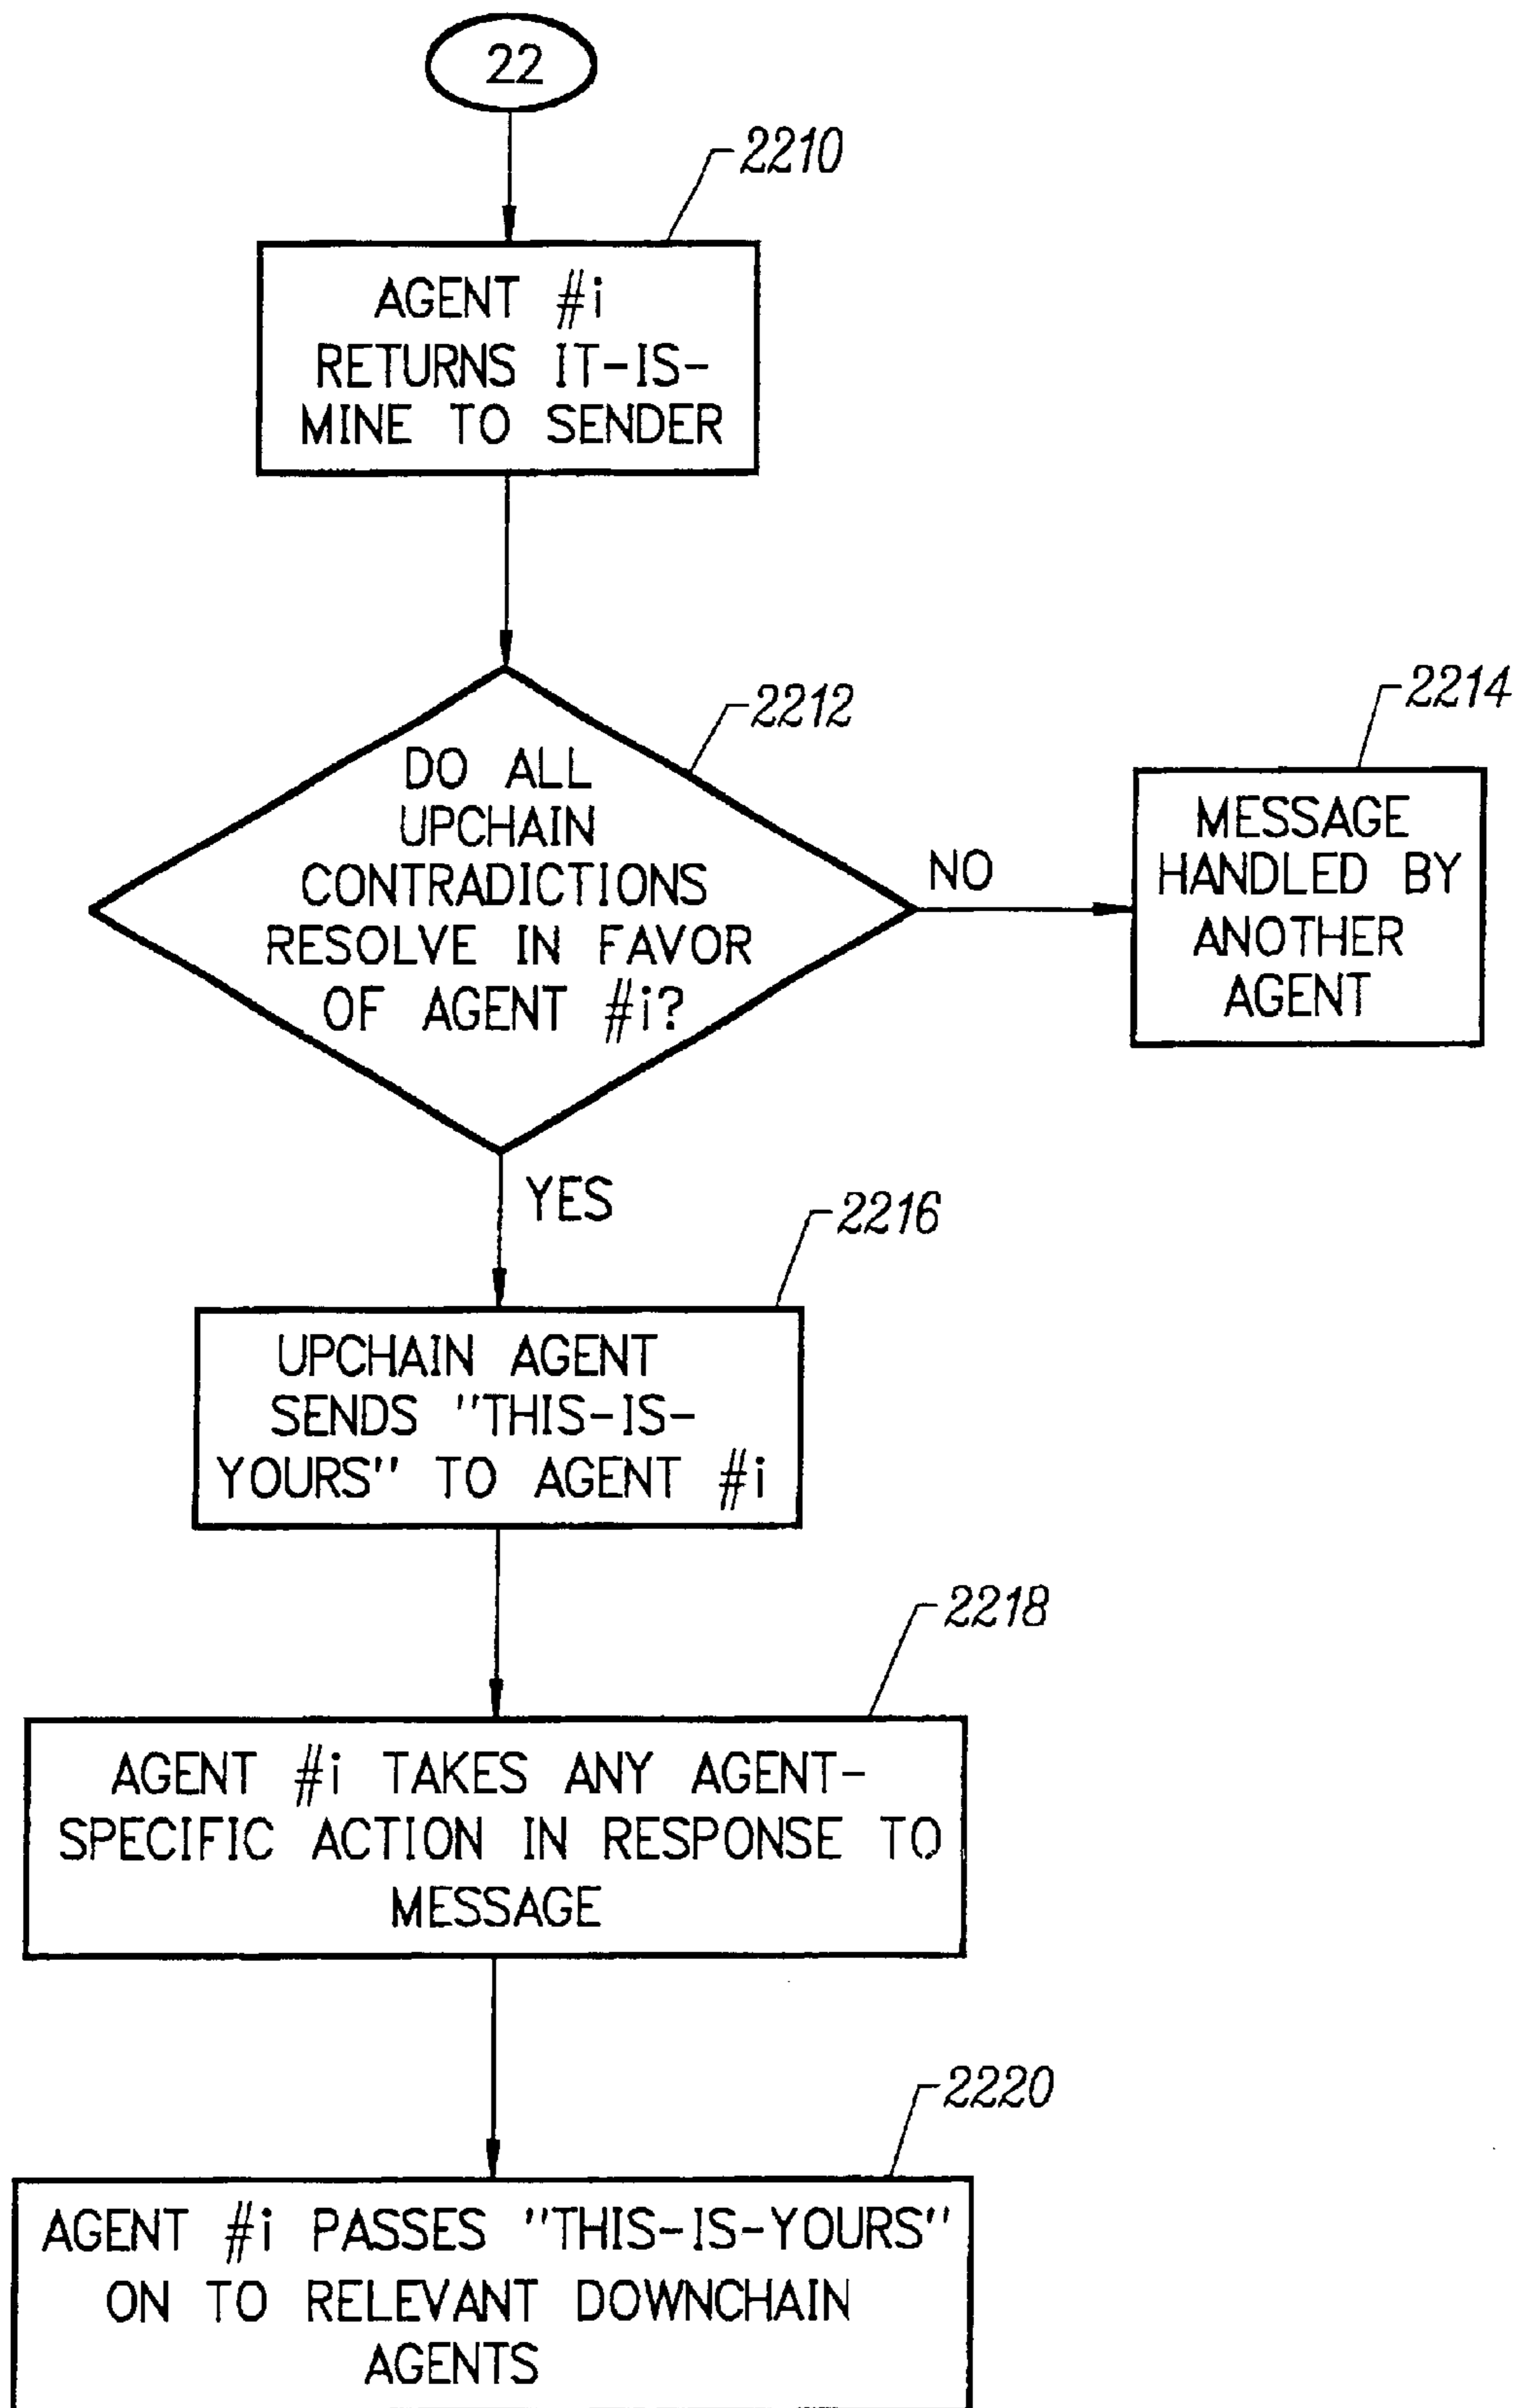 22
2210
AGENT #i
RETURNS IT-IS-
MINE TO SENDER
2212
DO ALL
UPCHAIN
CONTRADICTIONS
RESOLVE IN FAVOR
OF AGENT #i?
NO
2214
MESSAGE
HANDLED BY
ANOTHER
AGENT
YES
2216
UPCHAIN AGENT
SENDS "THIS-IS-
YOURS" TO AGENT #i
2218
AGENT #i TAKES ANY AGENT-
SPECIFIC ACTION IN RESPONSE TO
MESSAGE
2220
AGENT #i PASSES "THIS-IS-YOURS"
ON TO RELEVANT DOWNCHAIN
AGENTS